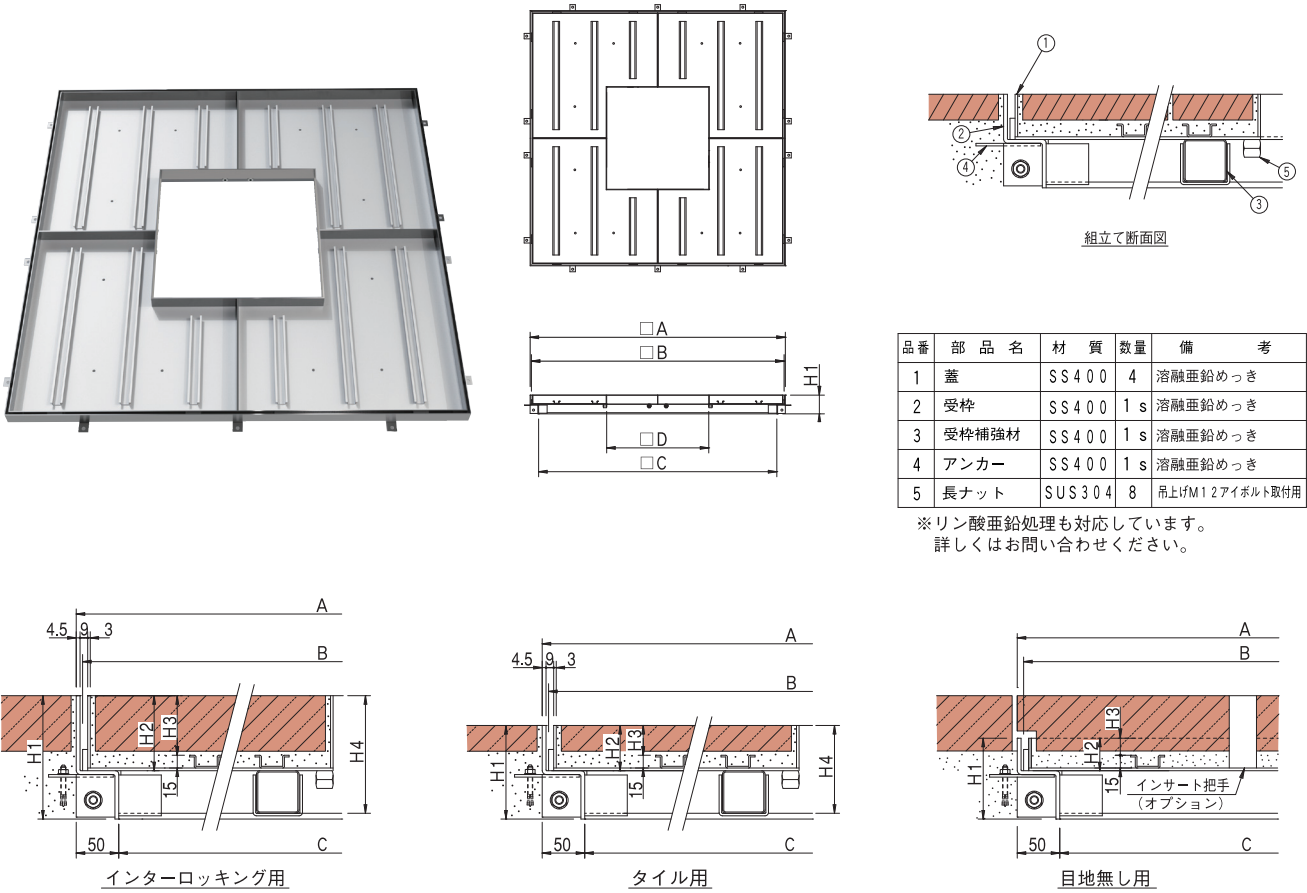 ①
②
④
⑤
③
組立て断面図
□A
□B
H1
□D
□C
品番 部品名 材質 数量 備考
1 蓋 SS400 4 溶融亜鉛めっき
2 受枠 SS400 1s 溶融亜鉛めっき
3 受枠補強材 SS400 1s 溶融亜鉛めっき
4 アンカー SS400 1s 溶融亜鉛めっき
5 長ナット SUS304 8 吊上げM12アイボルト取付用
※リン酸亜鉛処理も対応しています。
詳しくはお問い合わせください。
A
4.5 9 3
B
H1
H2
H3
H4
15
50
C
インターロッキング用
A
4.5 9 3
B
H1
H2
H3
H4
15
50
C
タイル用
A
B
H3
H2
H1
15
インサート把手
(オプション)
50
C
目地無し用